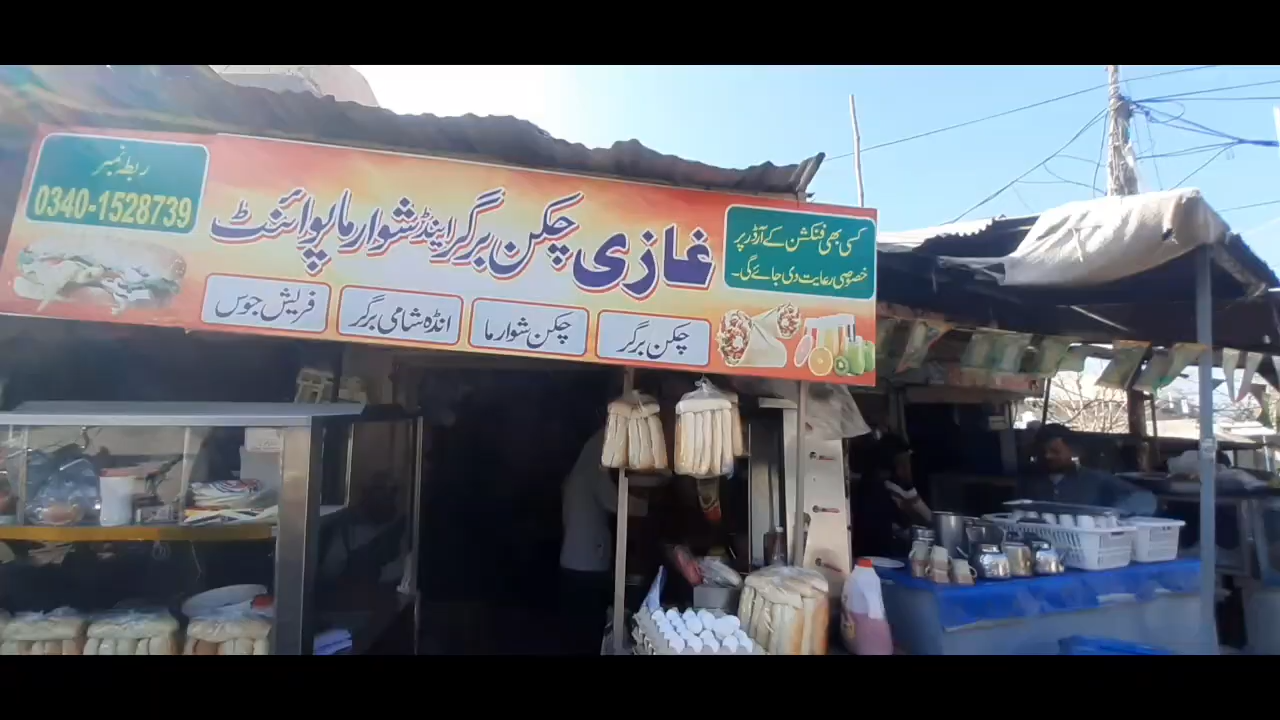 کسی بھی فنکشن کے آرڈر پر
خصوصی رعایت دی جائے گی۔
غازی چکن برگر اینڈ شوارما پوائنٹ
ربطہ نمبر
0340-1528739
چکن برگر
چکن شوارما
انڈہ شامی برگر
فریش جوس